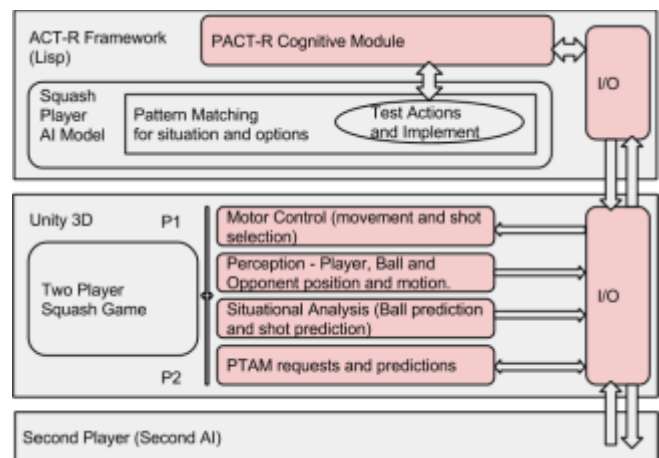 ACT-R Framework
(Lisp)
PACT-R Cognitive Module
I/O
Squash
Player
AI Model
Pattern Matching
for situation and options
Test Actions
and Implement
Unity 3D
P1
Two Player
Squash Game
P2
Motor Control (movement and shot
selection)
Perception - Player, Ball and
Opponent position and motion.
Situational Analysis (Ball prediction
and shot prediction)
PTAM requests and predictions
I/O
Second Player (Second AI)